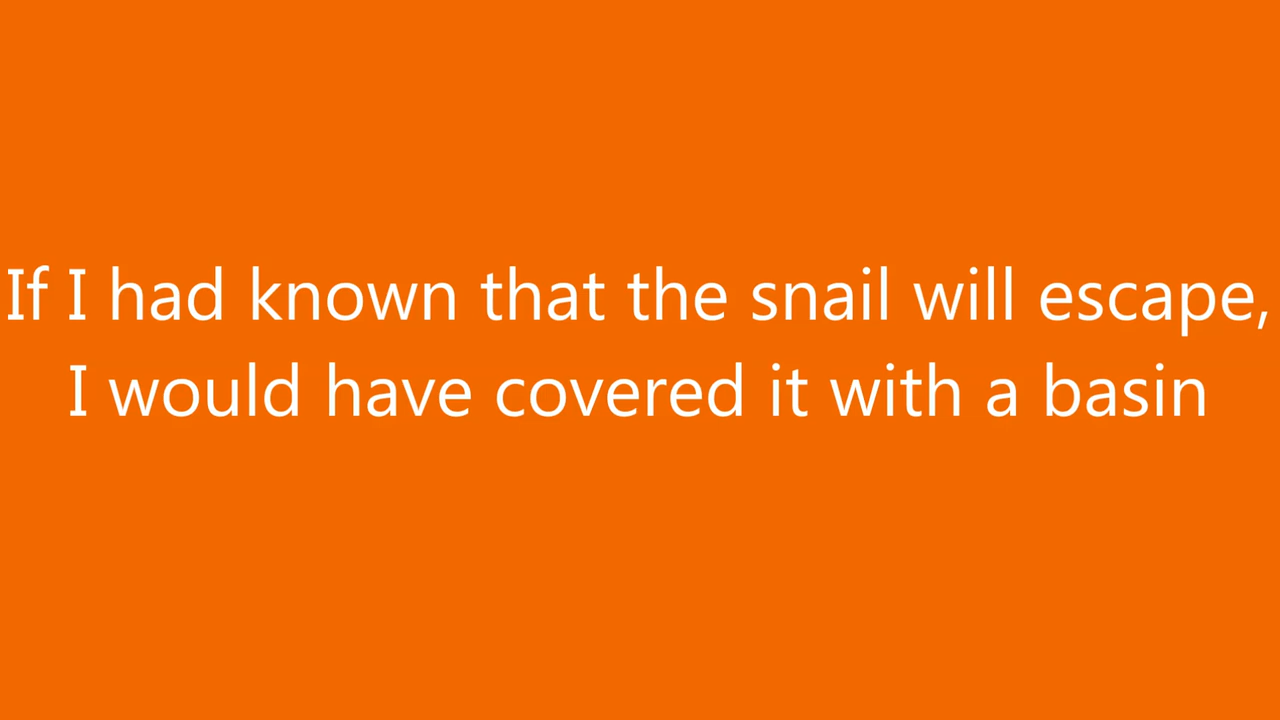 If I had known that the snail will escape,
I would have covered it with a basin